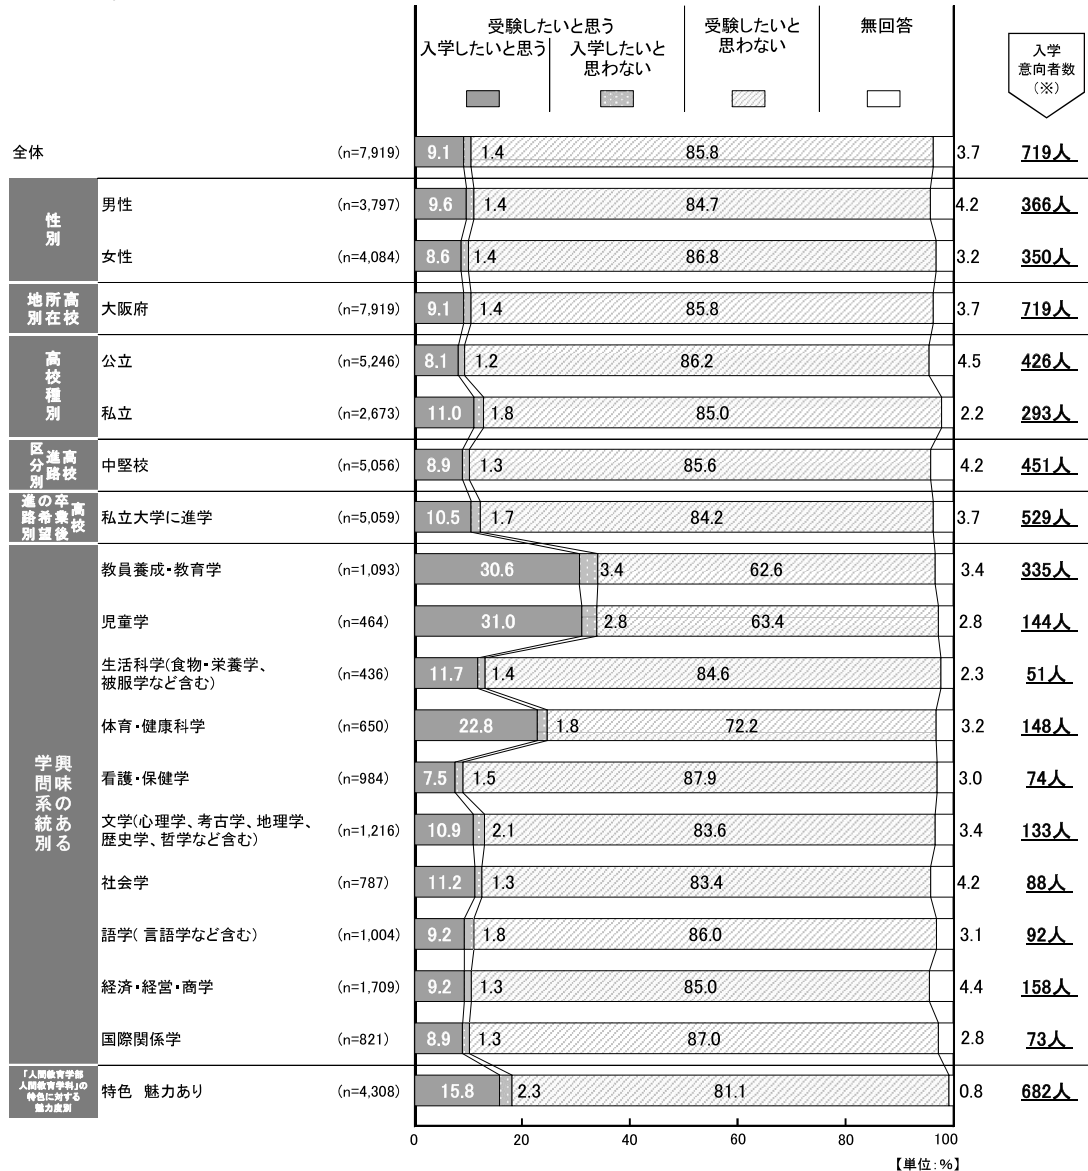 受験したいと思う
入学したいと思う
入学したいと
思わない
受験したいと
思わない
無回答
入学
意向者数
(※)
全体 (n=7,919) 9.1 1.4 85.8 3.7 719人
性別
男性 (n=3,797) 9.6 1.4 84.7 4.2 366人
女性 (n=4,084) 8.6 1.4 86.8 3.2 350人
高校所在地別
大阪府 (n=7,919) 9.1 1.4 85.8 3.7 719人
高校種別
公立 (n=5,246) 8.1 1.2 86.2 4.5 426人
私立 (n=2,673) 11.0 1.8 85.0 2.2 293人
高校進路区分別
中堅校 (n=5,056) 8.9 1.3 85.6 4.2 451人
高校卒業後の進路希望別
私立大学に進学 (n=5,059) 10.5 1.7 84.2 3.7 529人
興味のある学問系統別
教員養成・教育学 (n=1,093) 30.6 3.4 62.6 3.4 335人
児童学 (n=464) 31.0 2.8 63.4 2.8 144人
生活科学(食物・栄養学、
被服学など含む) (n=436) 11.7 1.4 84.6 2.3 51人
体育・健康科学 (n=650) 22.8 1.8 72.2 3.2 148人
看護・保健学 (n=984) 7.5 1.5 87.9 3.0 74人
文学(心理学、考古学、地理学、
歴史学、哲学など含む) (n=1,216) 10.9 2.1 83.6 3.4 133人
社会学 (n=787) 11.2 1.3 83.4 4.2 88人
語学( 言語学など含む) (n=1,004) 9.2 1.8 86.0 3.1 92人
経済・経営・商学 (n=1,709) 9.2 1.3 85.0 4.4 158人
国際関係学 (n=821) 8.9 1.3 87.0 2.8 73人
「人間教育学部
人間教育学科」の
特色に対する
魅力度別
特色 魅力あり (n=4,308) 15.8 2.3 81.1 0.8 682人
0 20 40 60 80 100
【単位:%】